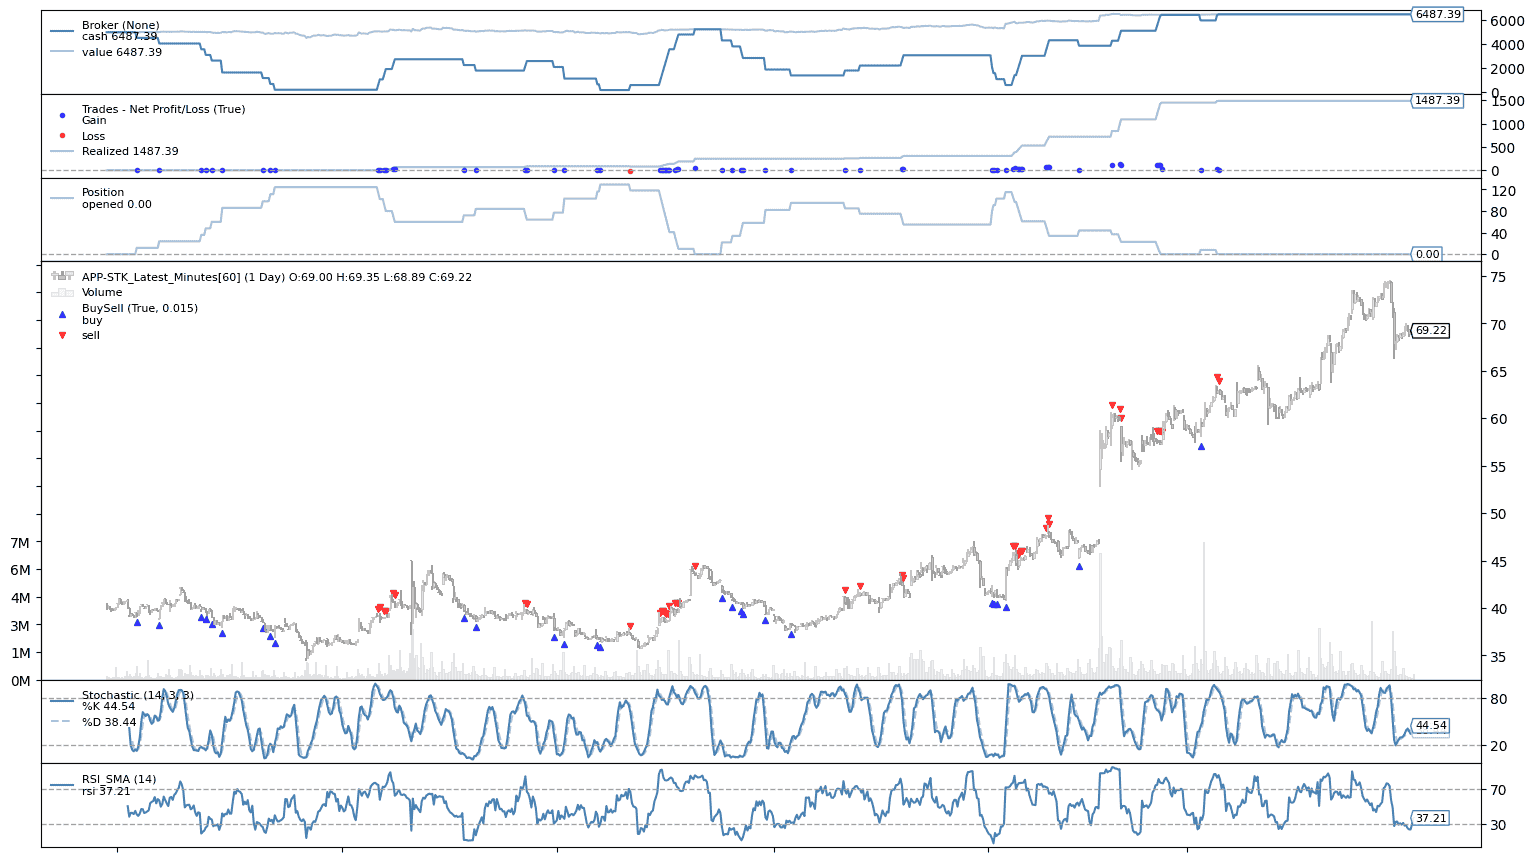 Broker (None)
cash 6487.39
value 6487.39
6487.39
6000
4000
2000
0
Trades - Net Profit/Loss (True)
Gain
Loss
Realized 1487.39
1487.39
1500
1000
500
0
Position
opened 0.00
120
80
40
0
0.00
APP-STK_Latest_Minutes[60] (1 Day) O:69.00 H:69.35 L:68.89 C:69.22
Volume
BuySell (True, 0.015)
buy
sell
75
70
69.22
65
60
55
50
45
40
35
7M
6M
4M
3M
1M
0M
Stochastic (14, 3, 3)
%K 44.54
%D 38.44
80
44.54
20
RSI_SMA (14)
rsi 37.21
70
37.21
30